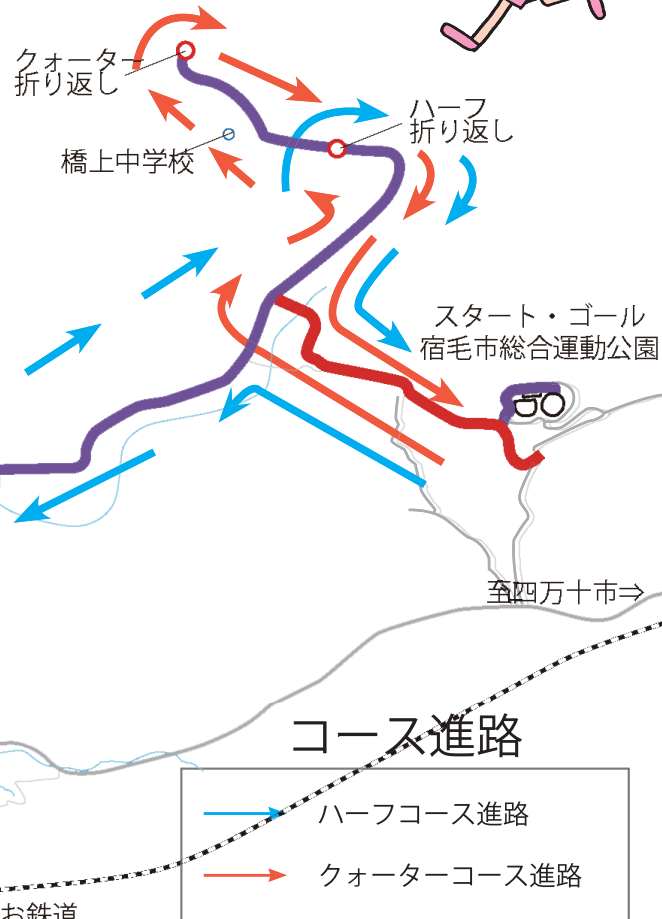 クォーター
折り返し
ハーフ
折り返し
橋上中学校
スタート・ゴール
宿毛市総合運動公園
至四万十市⇒
コース進路
ハーフコース進路
クォーターコース進路
お鉄道